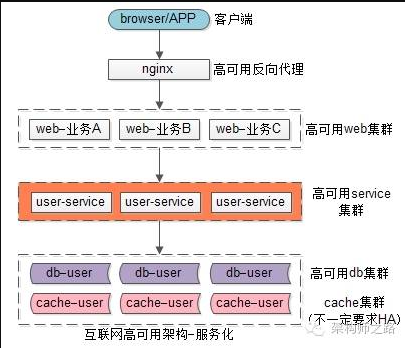 browser/APP 客户端
nginx 高可用反向代理
web-业务A web-业务B web-业务C 高可用web集群
user-service user-service user-service 高可用service
集群
db-user db-user db-user 高可用db集群
cache-user cache-user cache-user cache集群
(不一定要求HA)
互联网高可用架构-服务化
架构师之路